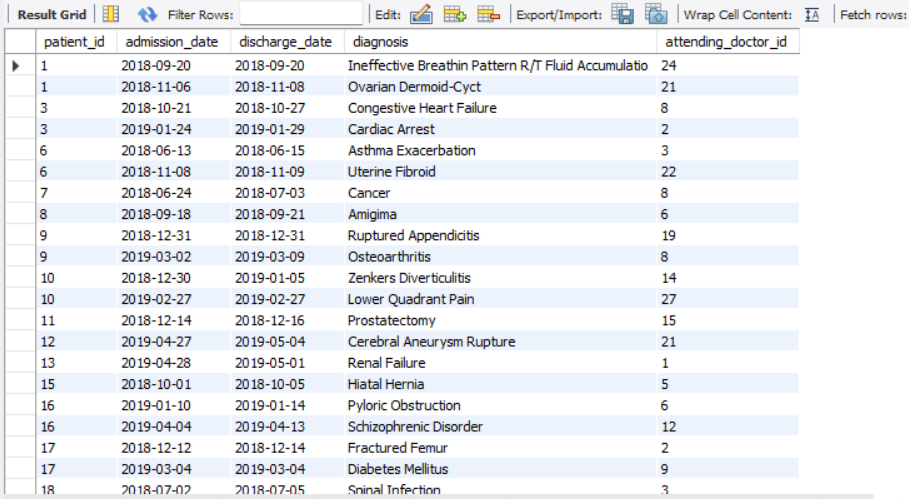 Result Grid Filter Rows: Edit: Export/Import: Wrap Cell Content: IA Fetch rows:
patient_id admission_date discharge_date diagnosis attending_doctor_id
1 2018-09-20 2018-09-20 Ineffective Breathin Pattern R/T Fluid Accumulatio 24
1 2018-11-06 2018-11-08 Ovarian Dermoid-Cyct 21
3 2018-10-21 2018-10-27 Congestive Heart Failure 8
3 2019-01-24 2019-01-29 Cardiac Arrest 2
6 2018-06-13 2018-06-15 Asthma Exacerbation 3
6 2018-11-08 2018-11-09 Uterine Fibroid 22
7 2018-06-24 2018-07-03 Cancer 8
8 2018-09-18 2018-09-21 Amigima 6
9 2018-12-31 2018-12-31 Ruptured Appendicitis 19
9 2019-03-02 2019-03-09 Osteoarthritis 8
10 2018-12-30 2019-01-05 Zenkers Diverticulitis 14
10 2019-02-27 2019-02-27 Lower Quadrant Pain 27
11 2018-12-14 2018-12-16 Prostatectomy 15
12 2019-04-27 2019-05-04 Cerebral Aneurysm Rupture 21
13 2019-04-28 2019-05-01 Renal Failure 1
15 2018-10-01 2018-10-05 Hiatal Hernia 5
16 2019-01-10 2019-01-14 Pyloric Obstruction 6
16 2019-04-04 2019-04-13 Schizophrenic Disorder 12
17 2018-12-12 2018-12-14 Fractured Femur 2
17 2019-03-04 2019-03-04 Diabetes Mellitus 9
18 2018-07-02 2018-07-05 Spinal Infection 3